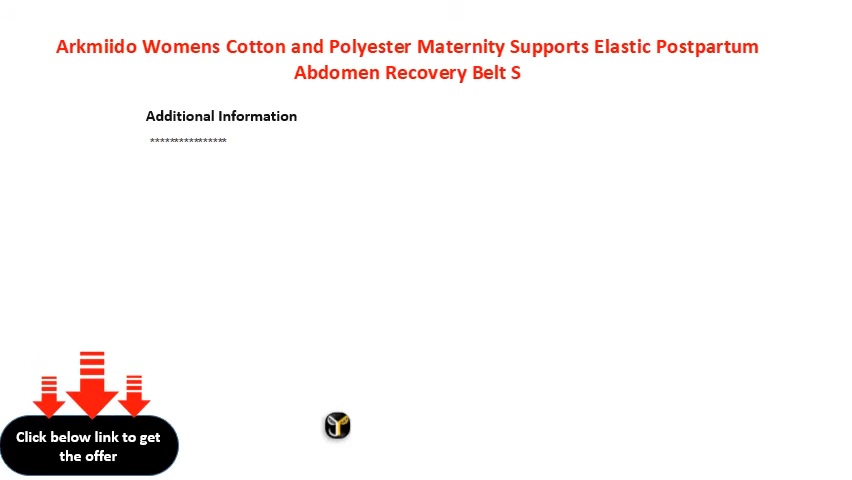 Arkmiido Womens Cotton and Polyester Maternity Supports Elastic Postpartum
Abdomen Recovery Belt S
Additional Information
****************
Click below link to get
the offer